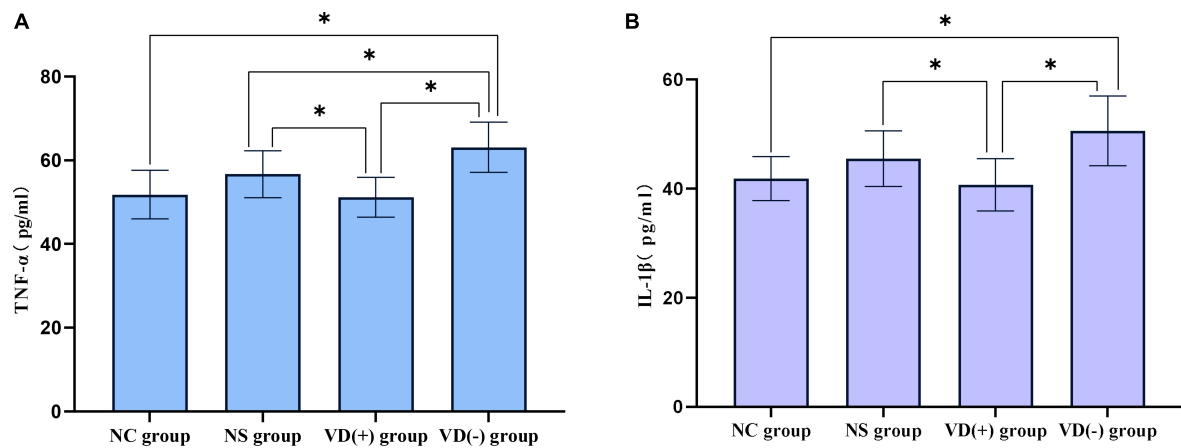 A
TNF-α( pg/ml)
80
60
40
20
0
*
*
*
*
NC group
NS group
VD(+) group
VD(-) group
B
IL-1β( pg/ml)
60
40
20
0
*
*
*
NC group
NS group
VD(+) group
VD(-) group